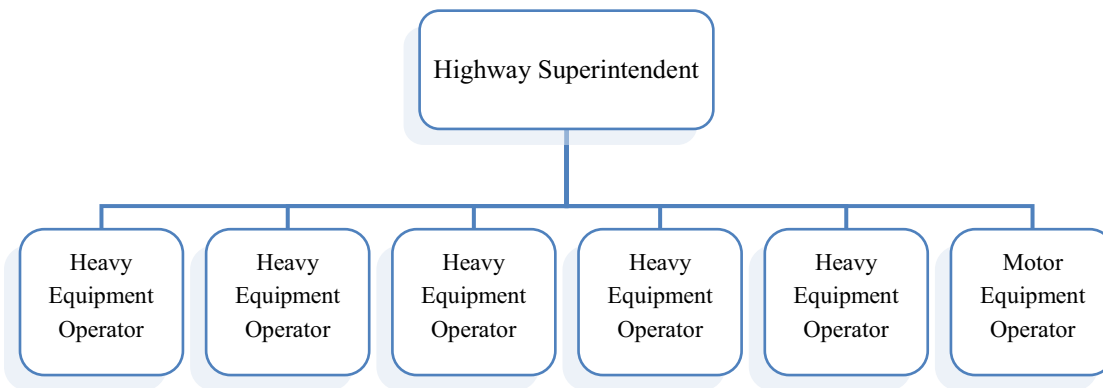 Highway Superintendent
Heavy
Equipment
Operator
Heavy
Equipment
Operator
Heavy
Equipment
Operator
Heavy
Equipment
Operator
Heavy
Equipment
Operator
Motor
Equipment
Operator